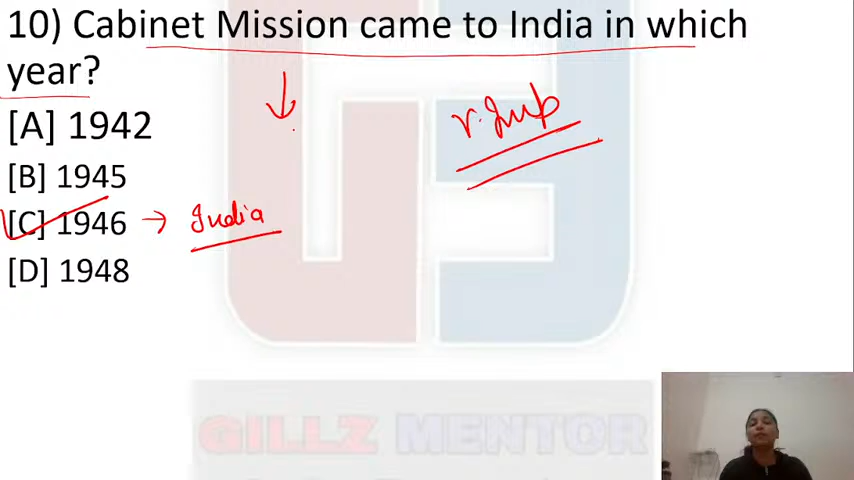 10) Cabinet Mission came to India in which
year?
v. Imp
[A] 1942
[B] 1945
[C] 1946 → India
[D] 1948
GILLZ MENTOR